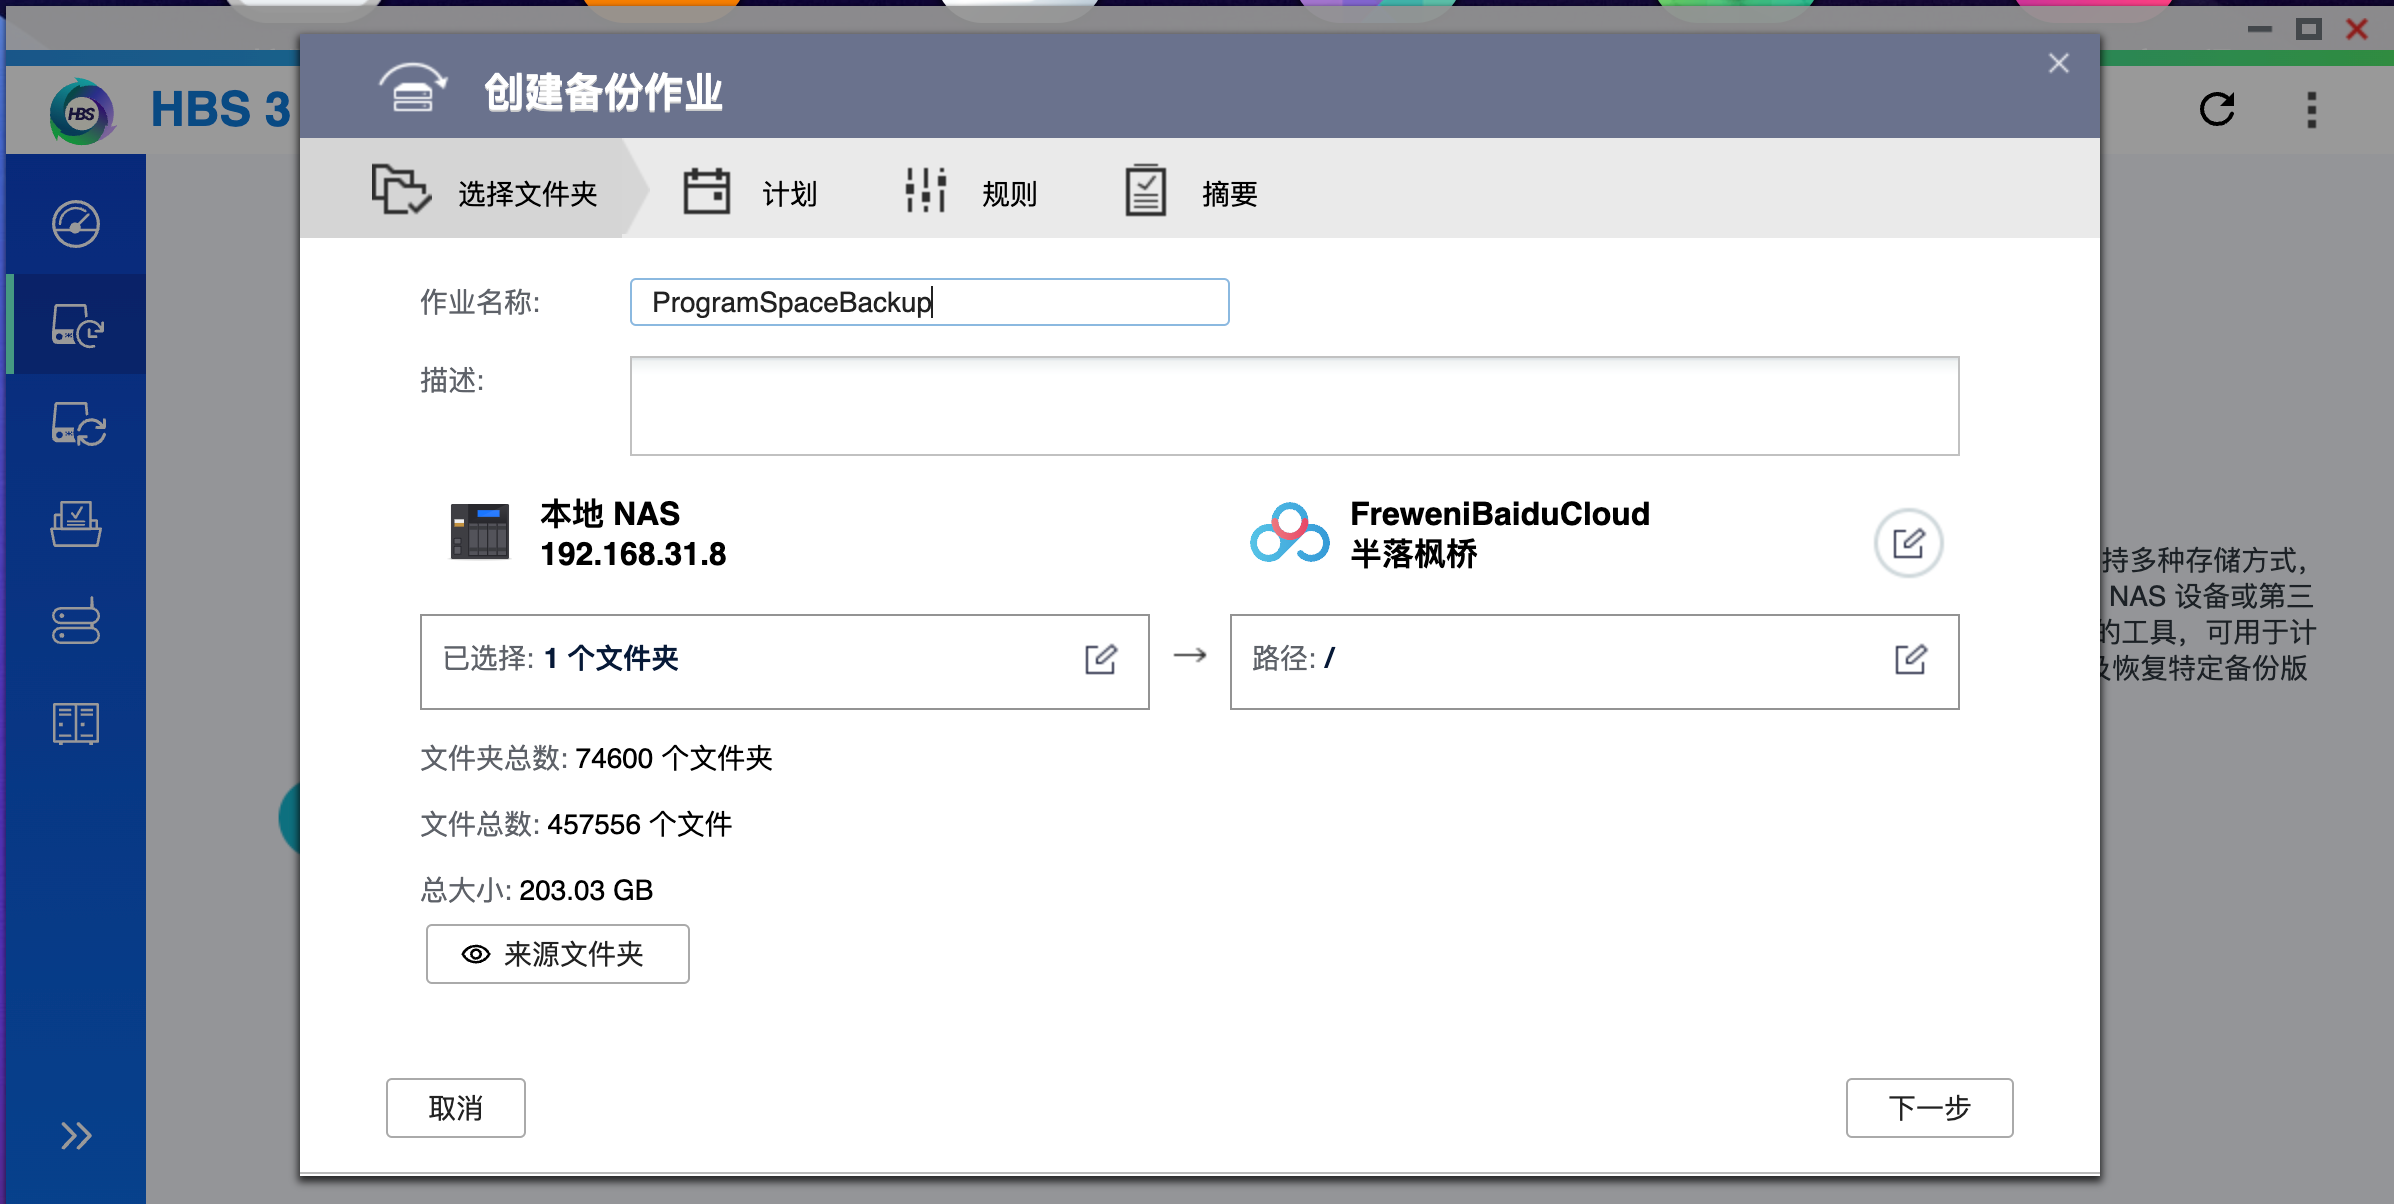 HBS
HBS 3
创建备份作业
选择文件夹
计划
规则
摘要
作业名称:
ProgramSpaceBackup
描述:
本地 NAS
192.168.31.8
FreweniBaiduCloud
半落枫桥
已选择: 1 个文件夹
路径: /
文件夹总数: 74600 个文件夹
文件总数: 457556 个文件
总大小: 203.03 GB
来源文件夹
取消
下一步
持多种存储方式,
NAS 设备或第三
的工具，可用于计
及恢复特定备份版